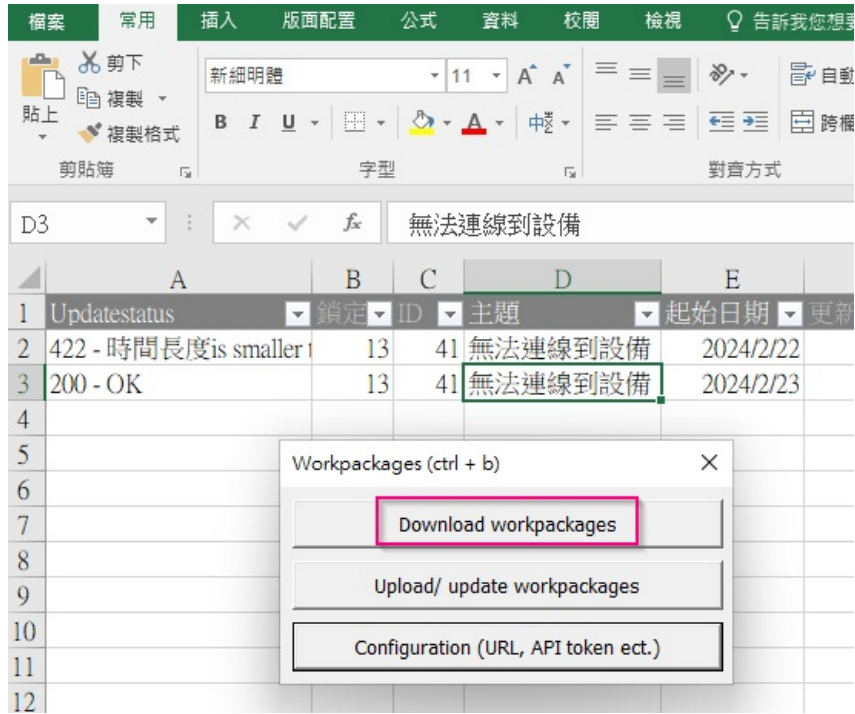 檔案 常用 插入 版面配置 公式 資料 校閱 檢視 告訴我您想要
剪下
新細明體 11 A A
自動
複製
貼上
B I U A 中
跨欄
複製格式
剪貼簿 字型 對齊方式
D3 fx 無法連線到設備
A B C D E
1 Updatestatus 鎖定 ID 主題 起始日期 更新
2 422 - 時間長度is smaller 13 41 無法連線到設備 2024/2/22
3 200 - OK 13 41 無法連線到設備 2024/2/23
4
5
6
7
8
9
10
11
12
Workpackages (ctrl + b)
Download workpackages
Upload/ update workpackages
Configuration (URL, API token ect.)